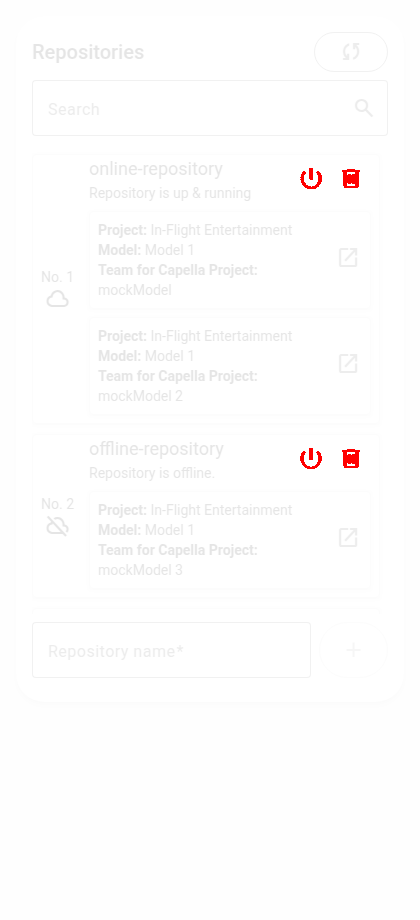 Repositories
Search
online-repository
Repository is up & running
Project: In-Flight Entertainment
Model: Model 1
Team for Capella Project:
mockModel
No. 1
Project: In-Flight Entertainment
Model: Model 1
Team for Capella Project:
mockModel 2
offline-repository
Repository is offline.
No. 2
Project: In-Flight Entertainment
Model: Model 1
Team for Capella Project:
mockModel 3
Repository name*